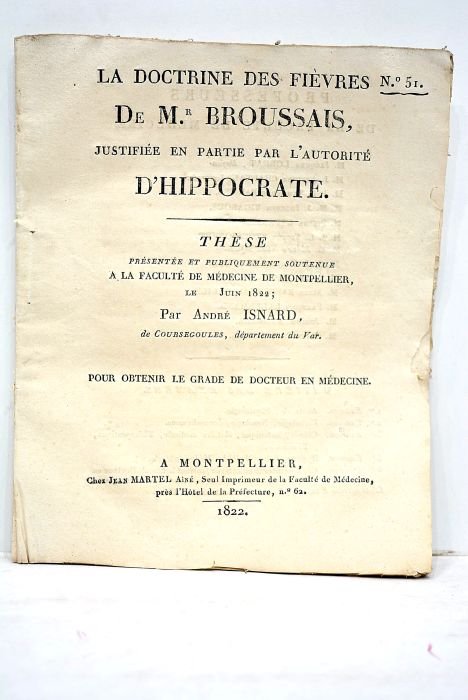 LA DOCTRINE DES FIÈVRES N.º 51.
DE M.R BROUSSAIS,
JUSTIFIÉE EN PARTIE PAR L'AUTORITÉ
D'HIPPOCRATE.
THÈSE
PRÉSENTÉE ET PUBLIQUEMENT SOUTENUE
A LA FACULTÉ DE MÉDECINE DE MONTPELLIER,
LE JUIN 1822;
Par ANDRÉ ISNARD,
de COURSEGOULES, département du Var.
POUR OBTENIR LE GRADE DE DOCTEUR EN MÉDECINE.
A MONTPELLIER,
Chez JEAN MARTEL AÎNÉ, Seul Imprimeur de la Faculté de Médecine,
près l'Hôtel de la Préfecture, n.º 62.
1822.